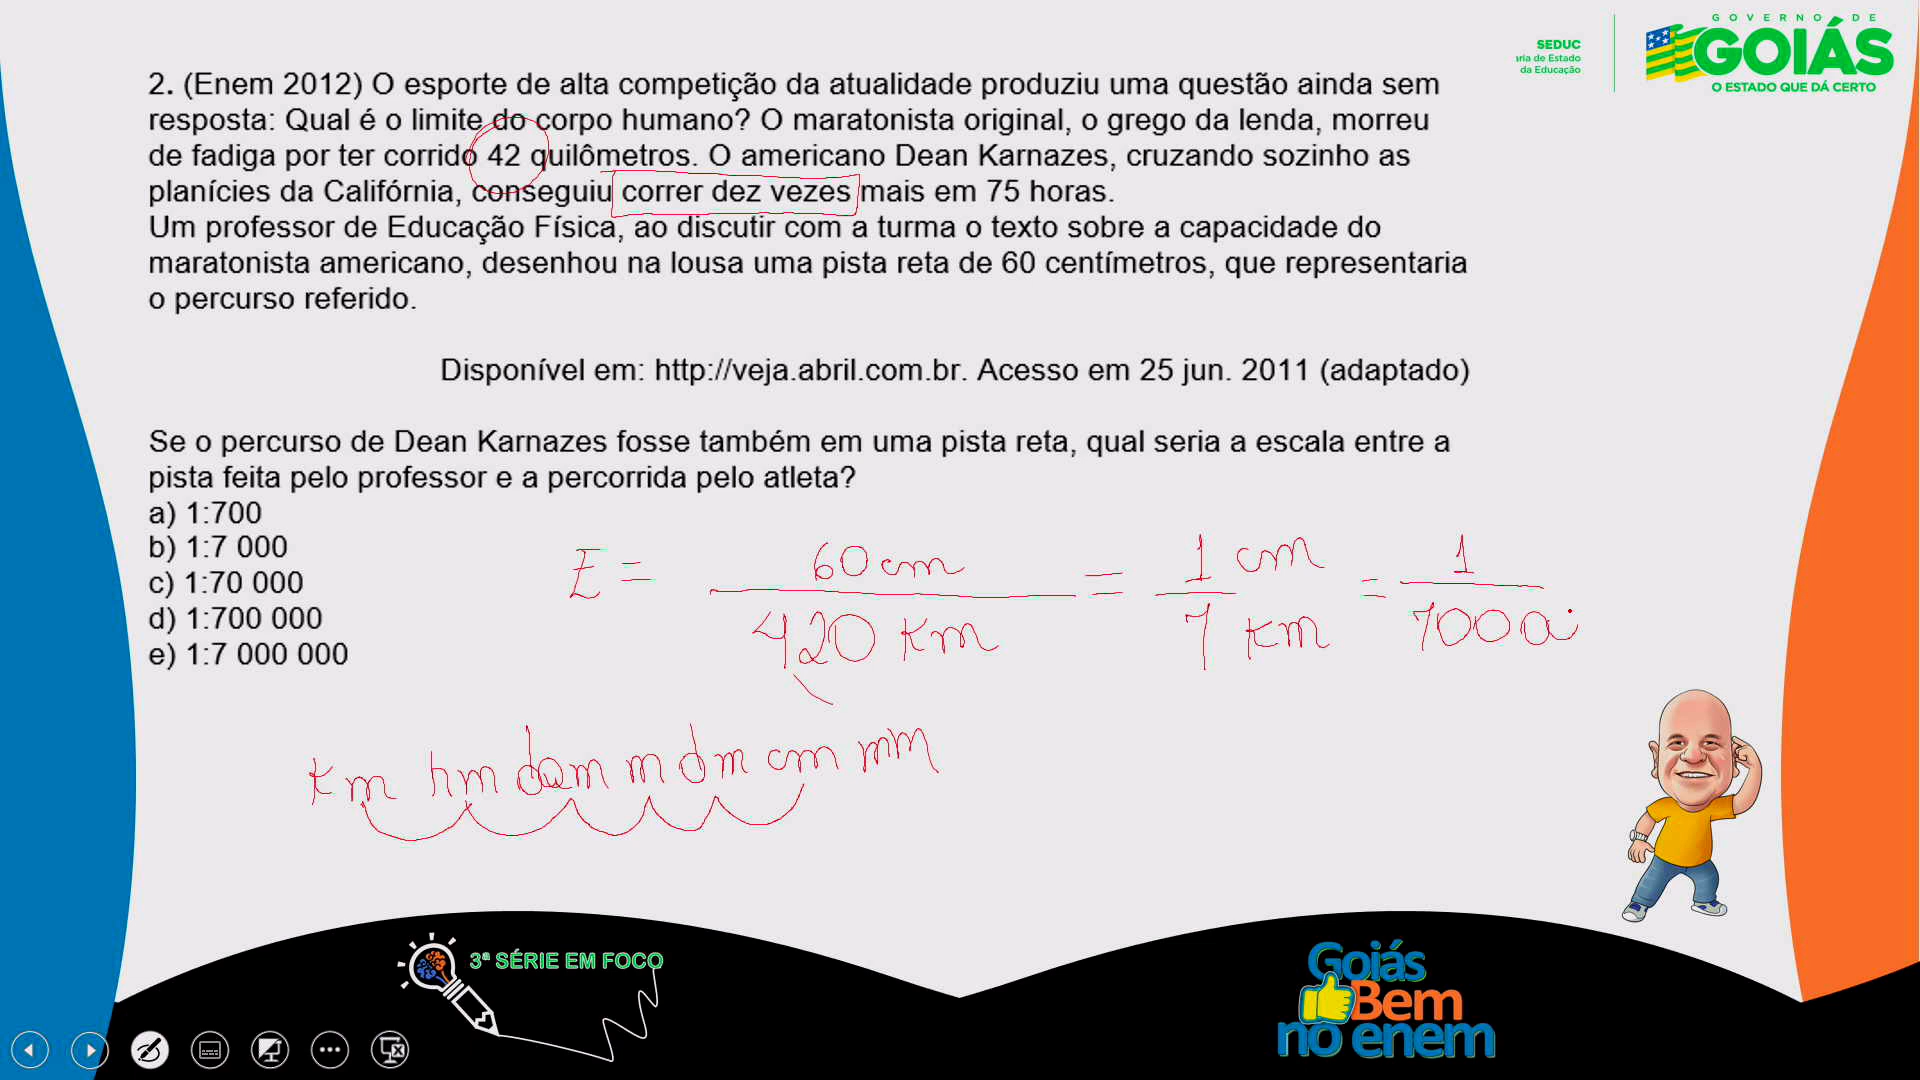 GOVERNO DE
GOIÁS
O ESTADO QUE DÁ CERTO
SEDUC
ria de Estado
da Educação
2. (Enem 2012) O esporte de alta competição da atualidade produziu uma questão ainda sem
resposta: Qual é o limite do corpo humano? O maratonista original, o grego da lenda, morreu
de fadiga por ter corrido 42 quilômetros. O americano Dean Karnazes, cruzando sozinho as
planícies da Califórnia, conseguiu correr dez vezes mais em 75 horas.
Um professor de Educação Física, ao discutir com a turma o texto sobre a capacidade do
maratonista americano, desenhou na lousa uma pista reta de 60 centímetros, que representaria
o percurso referido.
Disponível em: http://veja.abril.com.br. Acesso em 25 jun. 2011 (adaptado)
Se o percurso de Dean Karnazes fosse também em uma pista reta, qual seria a escala entre a
pista feita pelo professor e a percorrida pelo atleta?
a) 1:700
b) 1:7 000
c) 1:70 000
d) 1:700 000
e) 1:7 000 000
E = 60 cm / 420 km = 1 cm / 7 km = 1 / 7000
km hm dam m dm cm mm
3ª SÉRIE EM FOCO
Goiás
Bem
no enem